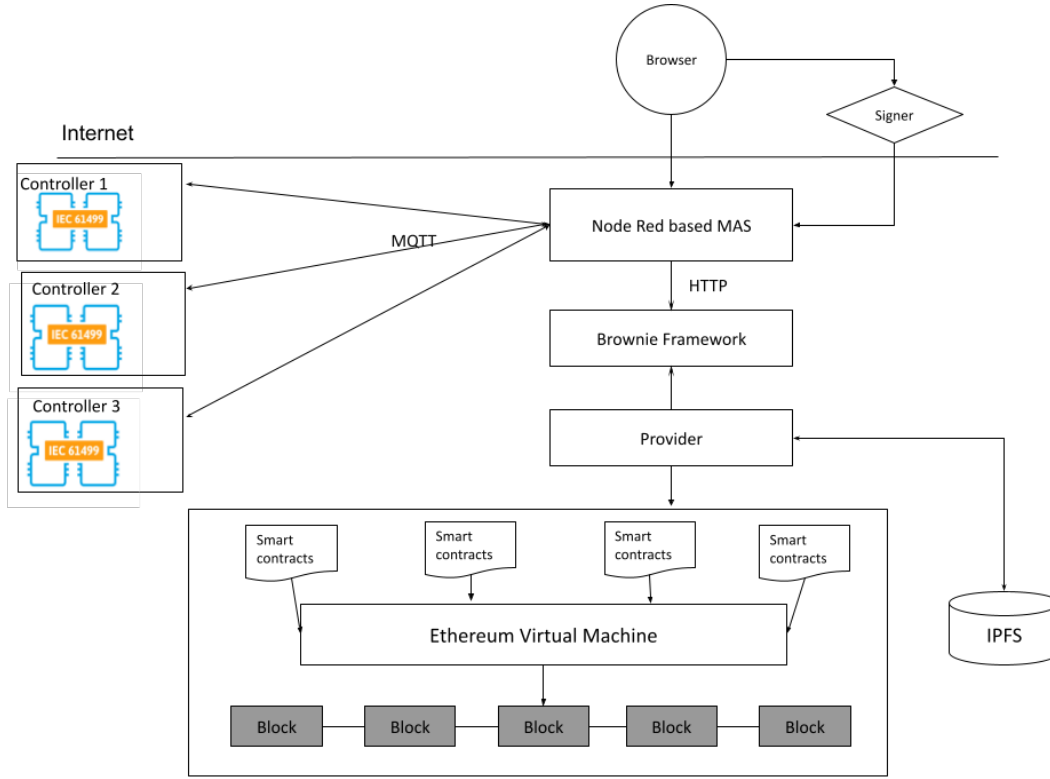 Browser
Signer
Internet
Controller 1
IEC 61499
Node Red based MAS
MQTT
Controller 2
IEC 61499
HTTP
Brownie Framework
Controller 3
IEC 61499
Provider
Smart
contracts
Smart
contracts
Smart
contracts
Smart
contracts
Ethereum Virtual Machine
IPFS
Block
Block
Block
Block
Block